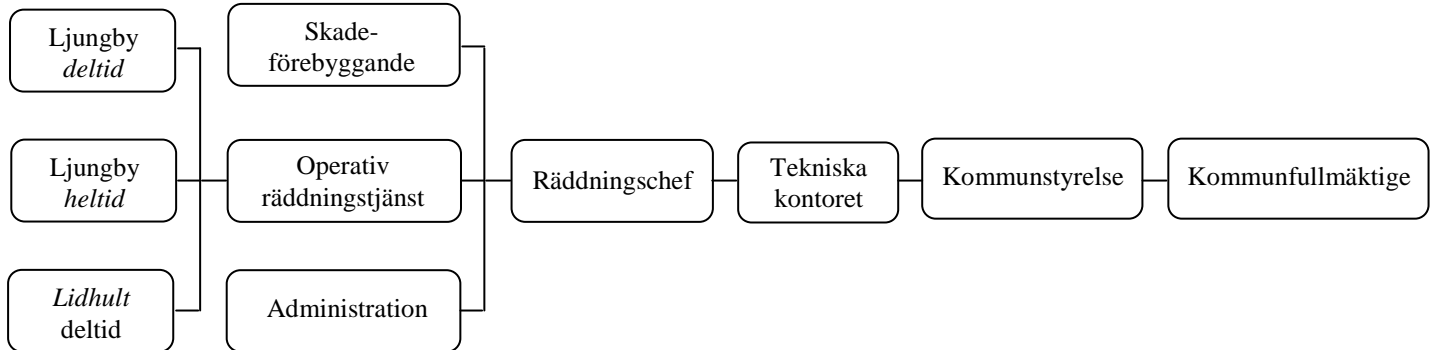 Ljungby
deltid
Skade-
förebyggande
Ljungby
heltid
Operativ
räddningstjänst
Räddningschef
Tekniska
kontoret
Kommunstyrelse
Kommunfullmäktige
Lidhult
deltid
Administration